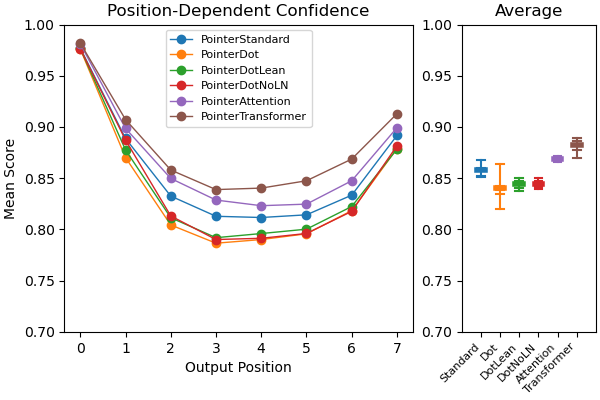 Position-Dependent Confidence
Mean Score
1.00
0.95
0.90
0.85
0.80
0.75
0.70
PointerStandard
PointerDot
PointerDotLean
PointerDotNoLN
PointerAttention
PointerTransformer
0 1 2 3 4 5 6 7
Output Position
Average
1.00
0.95
0.90
0.85
0.80
0.75
0.70
Standard
Dot
DotLean
DotNoLN
Attention
Transformer